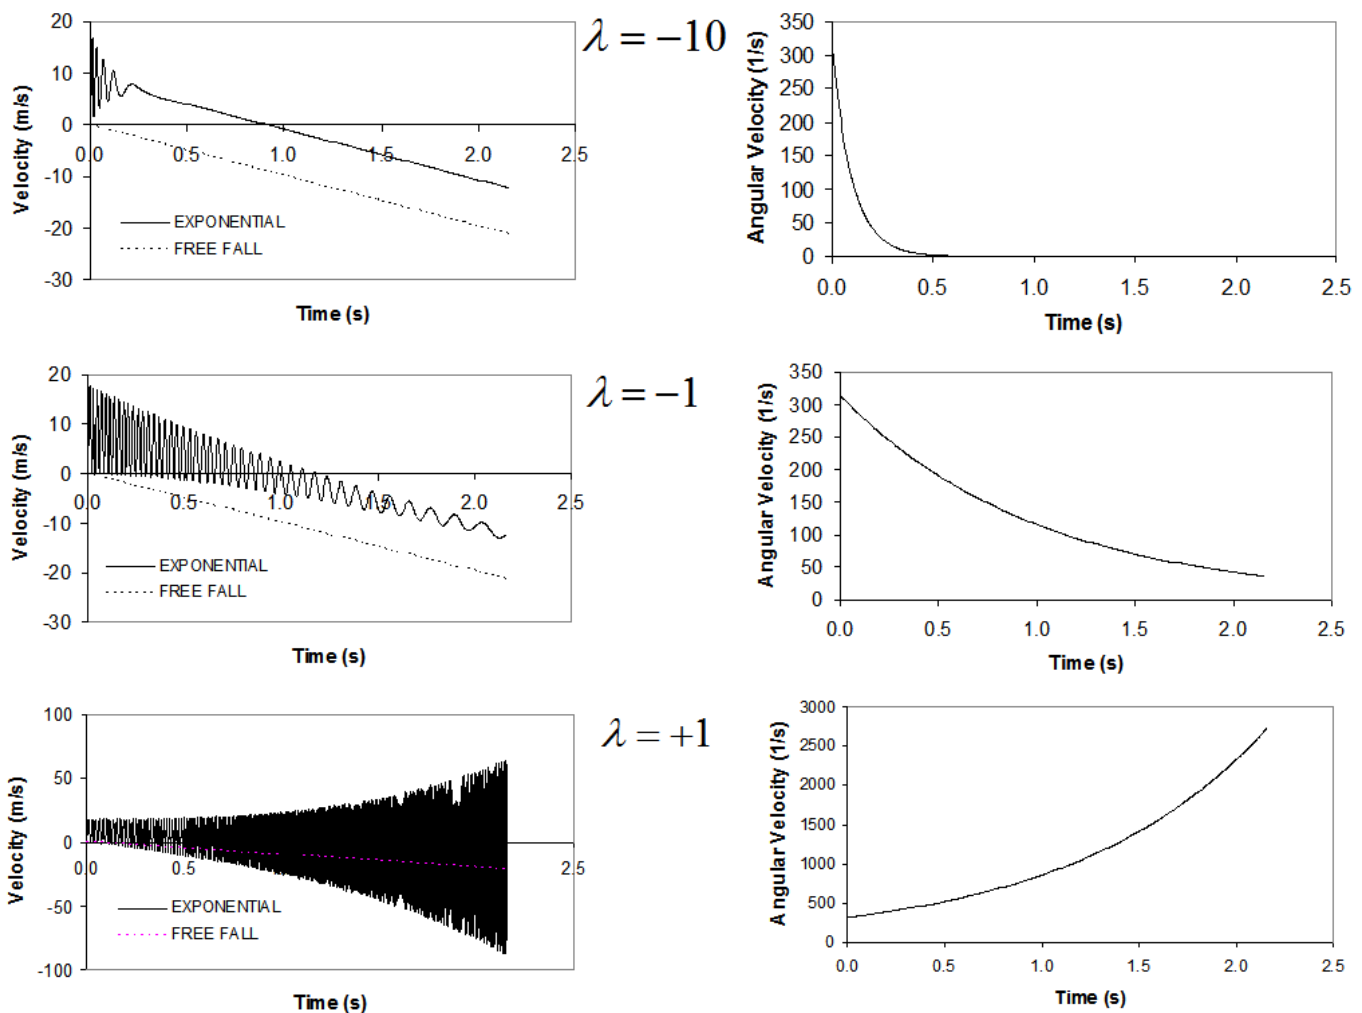 λ = −10
20
10
0
-10
-20
-30
Velocity (m/s)
0.0 0.5 1.0 1.5 2.0 2.5
EXPONENTIAL
FREE FALL
Time (s)
350
300
250
200
150
100
50
0
Angular Velocity (1/s)
0.0 0.5 1.0 1.5 2.0 2.5
Time (s)
λ = −1
20
10
0
-10
-20
-30
Velocity (m/s)
0.0 0.5 1.0 1.5 2.0 2.5
EXPONENTIAL
FREE FALL
Time (s)
350
300
250
200
150
100
50
0
Angular Velocity (1/s)
0.0 0.5 1.0 1.5 2.0 2.5
Time (s)
λ = +1
100
50
0
-50
-100
Velocity (m/s)
0.0 0.5 2.5
EXPONENTIAL
FREE FALL
Time (s)
3000
2500
2000
1500
1000
500
0
Angular Velocity (1/s)
0.0 0.5 1.0 1.5 2.0 2.5
Time (s)